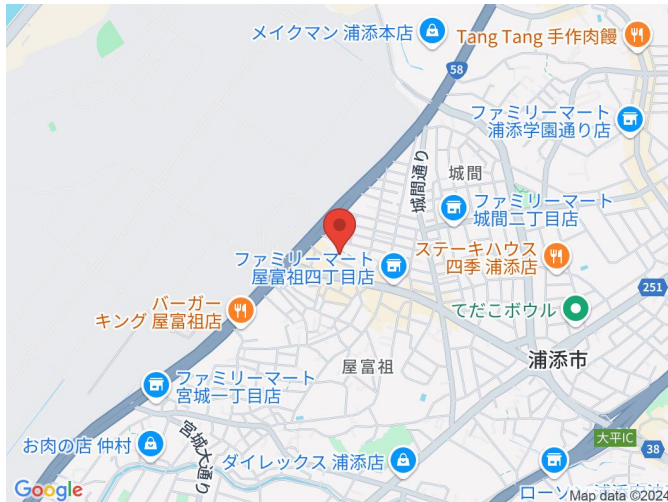 メイクマン 浦添本店
Tang Tang 手作肉饅
58
ファミリーマート
浦添学園通り店
城間通り
城間
ファミリーマート
城間二丁目店
ステーキハウス
四季 浦添店
ファミリーマート
屋富祖四丁目店
251
バーガー
キング 屋富祖店
てだこボウル
屋富祖
浦添市
ファミリーマート
宮城一丁目店
お肉の店 仲村
宮城大通り
ダイレックス 浦添店
大平IC
38
ローソン
Google
Map data ©2024